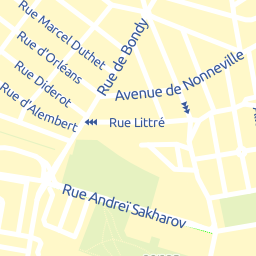 Rue Marcel Duthet
Rue d'Orléans
Rue Diderot
Rue d'Alembert
Rue de Bondy
Avenue de Nonneville
Rue Littré
Rue Andreï Sakharov